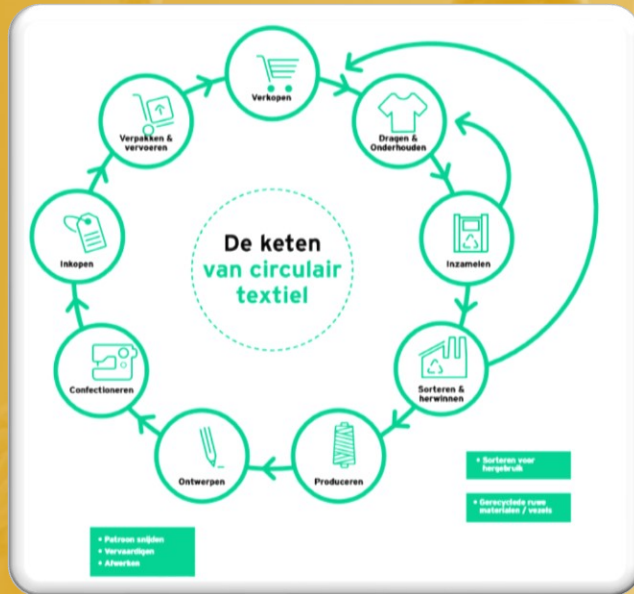 De keten
van circulair
textiel
Verkopen
Dragen &
Onderhouden
Inzamelen
Sorteren &
herwinnen
Produceren
Ontwerpen
Confectioneren
Inkopen
Verpakken &
vervoeren
• Sorteren voor
hergebruik
• Gerecyclede ruwe
materialen / vezels
• Patroon snijden
• Vervaardigen
• Afwerken